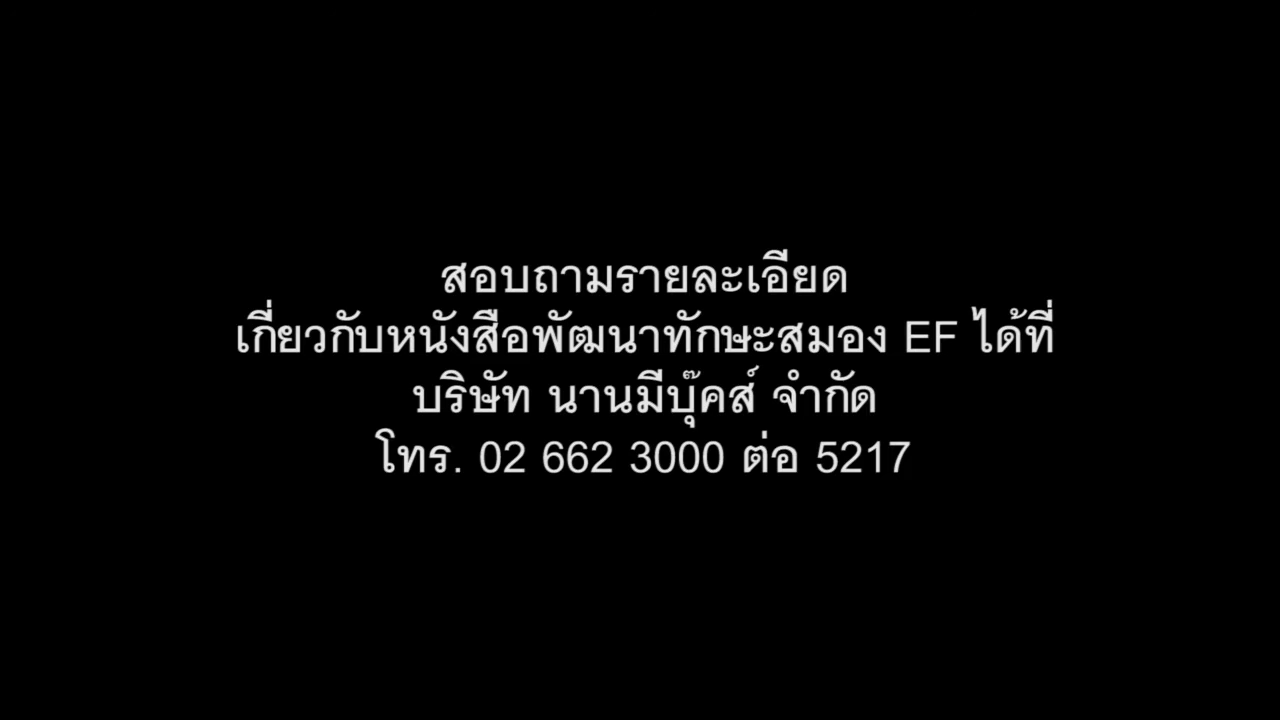 สอบถามรายละเอียด
เกี่ยวกับหนังสือพัฒนาทักษะสมอง EF ได้ที่
บริษัท นานมีบุ๊คส์ จำกัด
โทร. 02 662 3000 ต่อ 5217